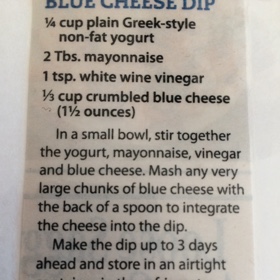 BLUE CHEESE DIP
¼ cup plain Greek-style
non-fat yogurt
2 Tbs. mayonnaise
1 tsp. white wine vinegar
⅓ cup crumbled blue cheese
(1½ ounces)
In a small bowl, stir together
the yogurt, mayonnaise, vinegar
and blue cheese. Mash any very
large chunks of blue cheese with
the back of a spoon to integrate
the cheese into the dip.
Make the dip up to 3 days
ahead and store in an airtight